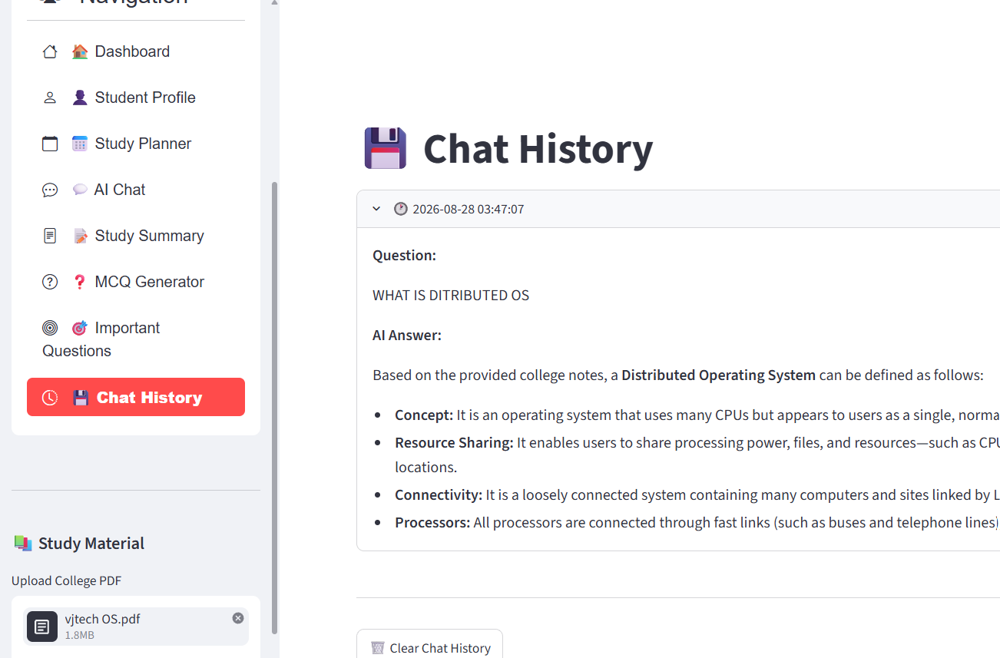 Navigation
Dashboard
Student Profile
Study Planner
AI Chat
Study Summary
MCQ Generator
Important
Questions
Chat History
Study Material
Upload College PDF
vjtech OS.pdf
1.8MB
Chat History
2026-08-28 03:47:07
Question:
WHAT IS DITRIBUTED OS
AI Answer:
Based on the provided college notes, a Distributed Operating System can be defined as follows:
• Concept: It is an operating system that uses many CPUs but appears to users as a single, norma
• Resource Sharing: It enables users to share processing power, files, and resources—such as CPU
locations.
• Connectivity: It is a loosely connected system containing many computers and sites linked by L
• Processors: All processors are connected through fast links (such as buses and telephone lines)
Clear Chat History